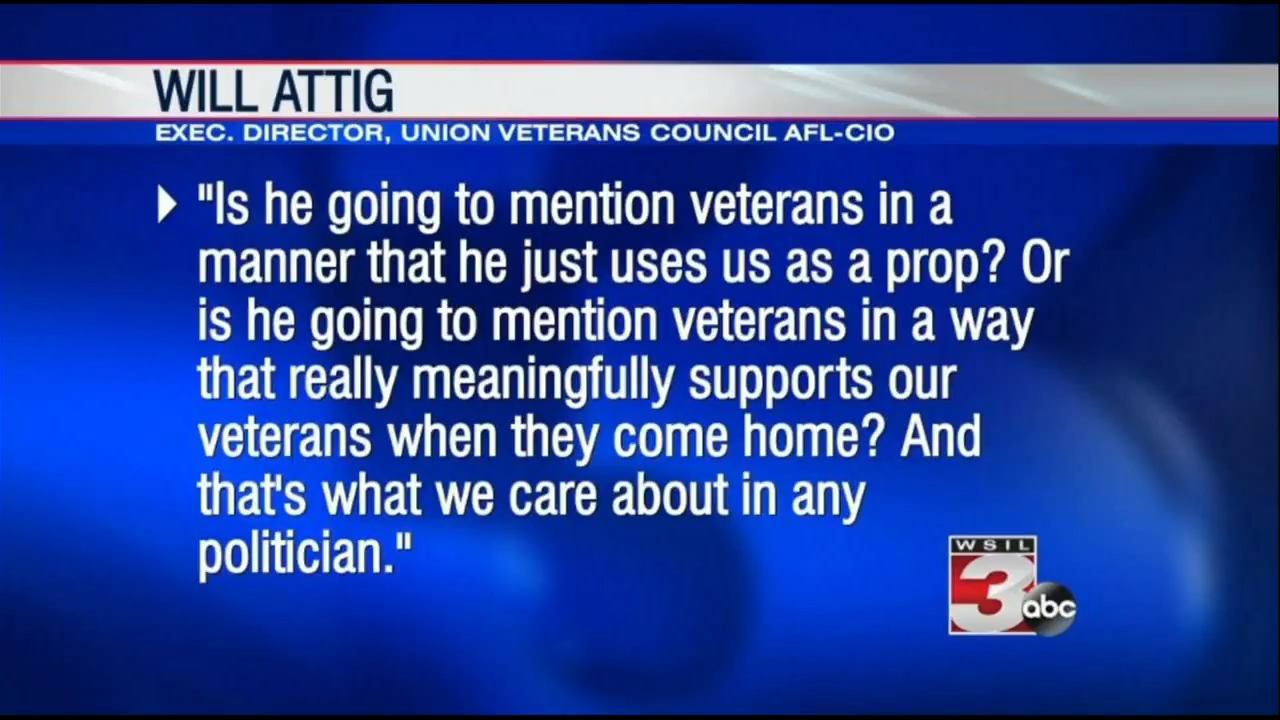 WILL ATTIG
EXEC. DIRECTOR, UNION VETERANS COUNCIL AFL-CIO
"Is he going to mention veterans in a
manner that he just uses us as a prop? Or
is he going to mention veterans in a way
that really meaningfully supports our
veterans when they come home? And
that's what we care about in any
politician."
WSIL
3
abc